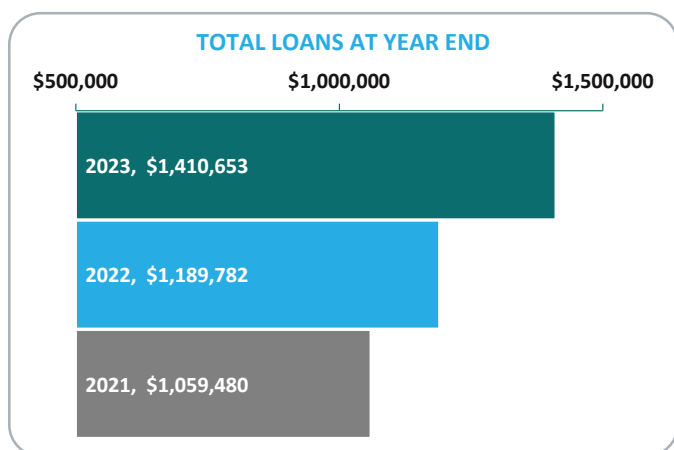 TOTAL LOANS AT YEAR END
$500,000 $1,000,000 $1,500,000
2023, $1,410,653
2022, $1,189,782
2021, $1,059,480